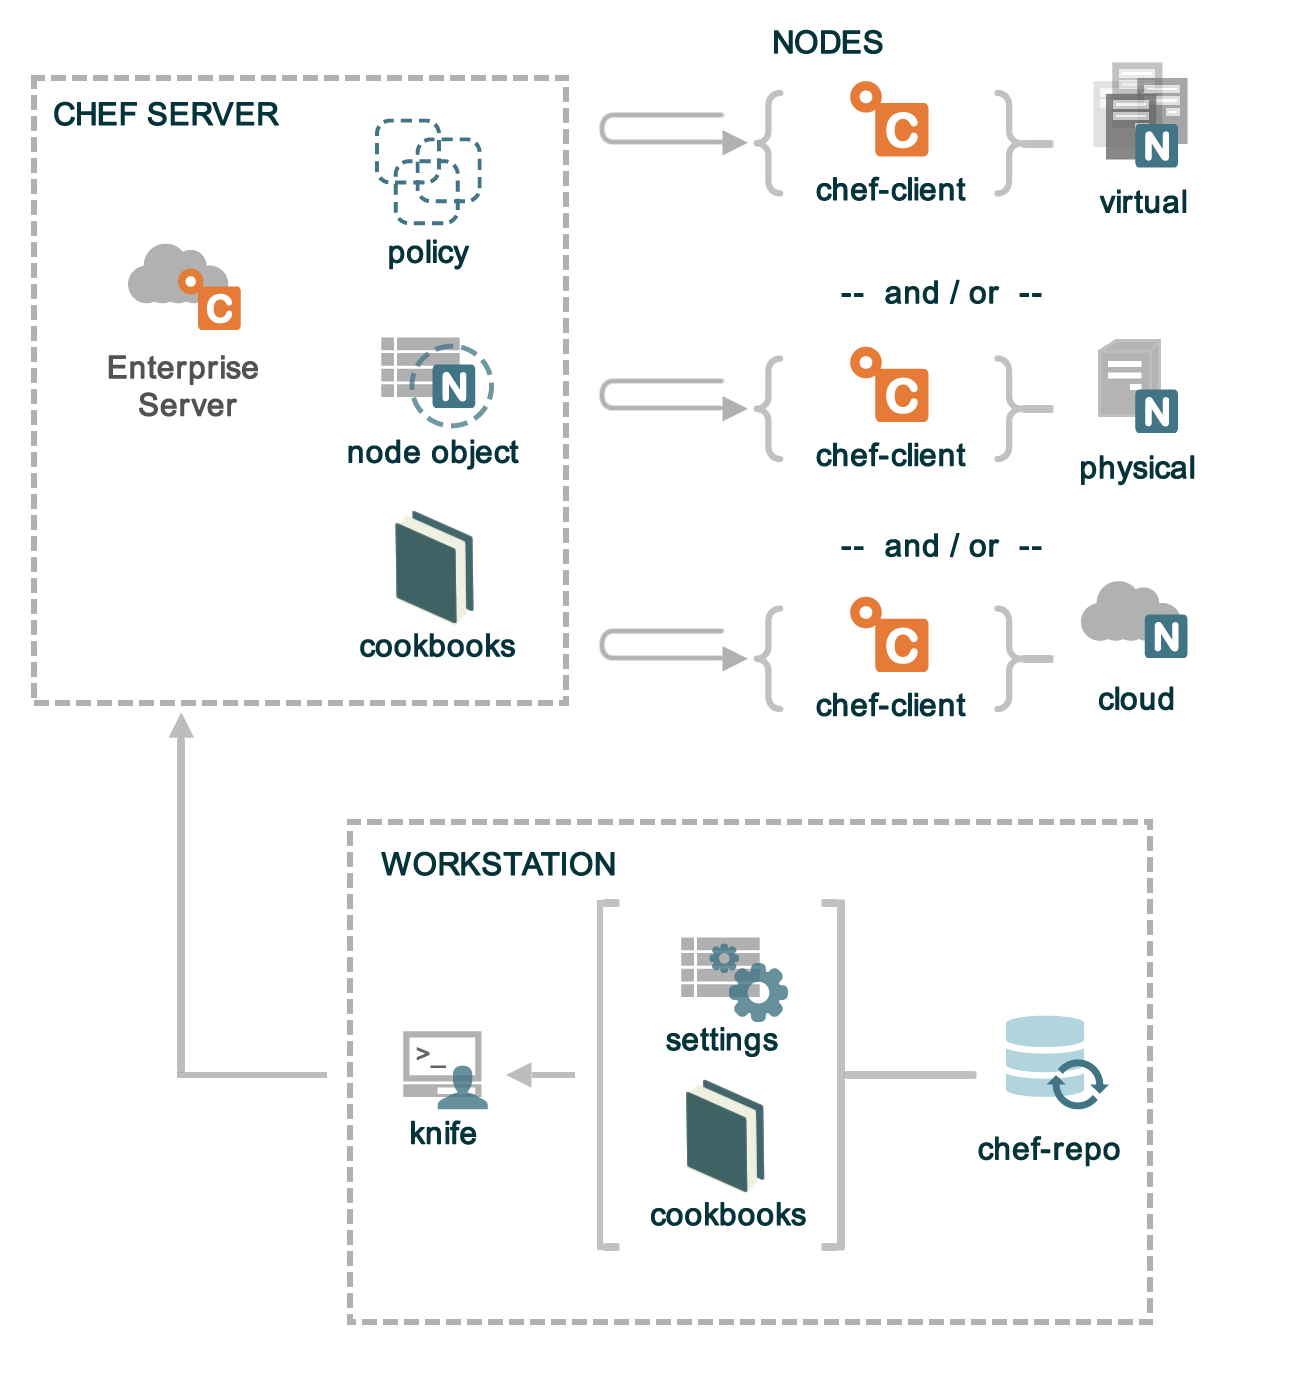 NODES
CHEF SERVER
policy
Enterprise
Server
N
node object
cookbooks
C
C
chef-client
N
virtual
-- and / or --
C
chef-client
N
physical
-- and / or --
C
chef-client
N
cloud
WORKSTATION
settings
>_
knife
cookbooks
chef-repo